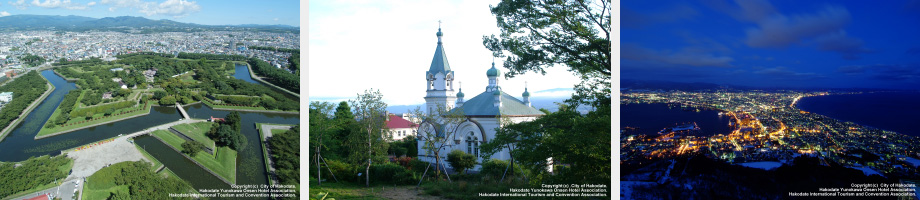 Copyright (c) City of Hakodate,
Hakodate Yunokawa Onsen Hotel Association,
Hakodate International Tourism and Convention Association.
Copyright (c) City of Hakodate,
Hakodate Yunokawa Onsen Hotel Association,
Hakodate International Tourism and Convention Association.
Copyright (c) City of Hakodate,
Hakodate Yunokawa Onsen Hotel Association,
Hakodate International Tourism and Convention Association.